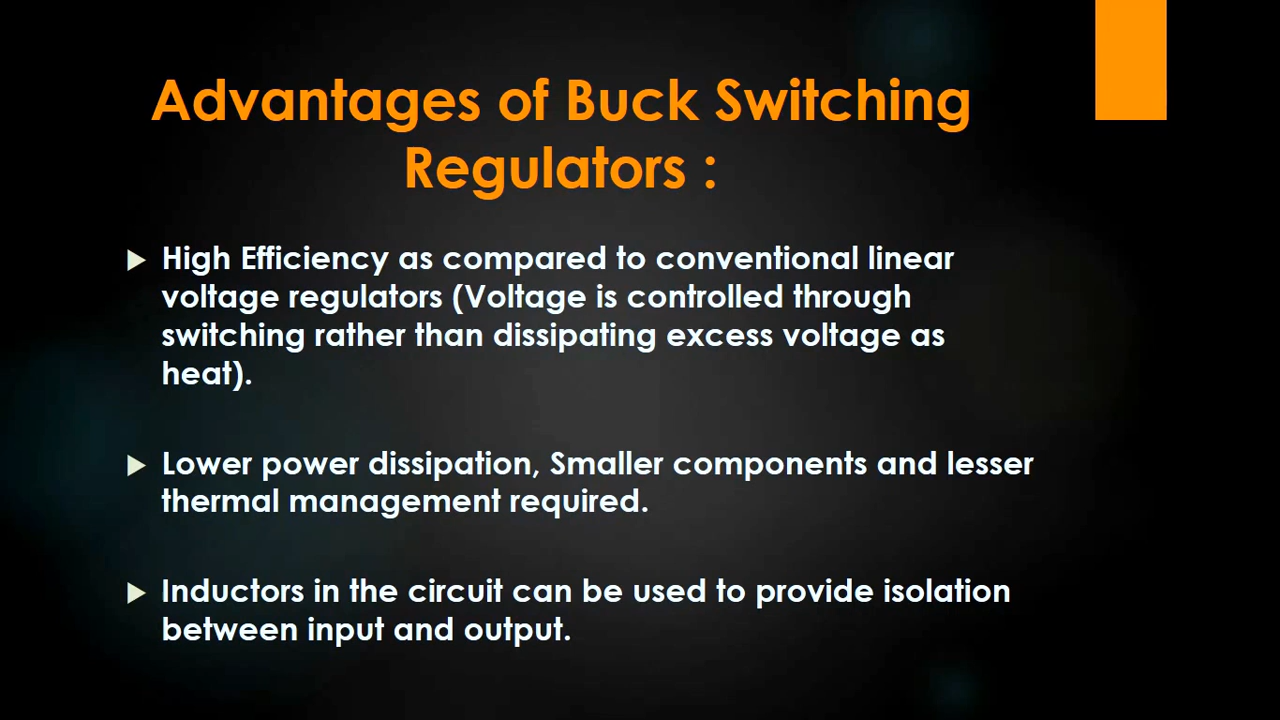 Advantages of Buck Switching
Regulators :
High Efficiency as compared to conventional linear
voltage regulators (Voltage is controlled through
switching rather than dissipating excess voltage as
heat).
Lower power dissipation, Smaller components and lesser
thermal management required.
Inductors in the circuit can be used to provide isolation
between input and output.